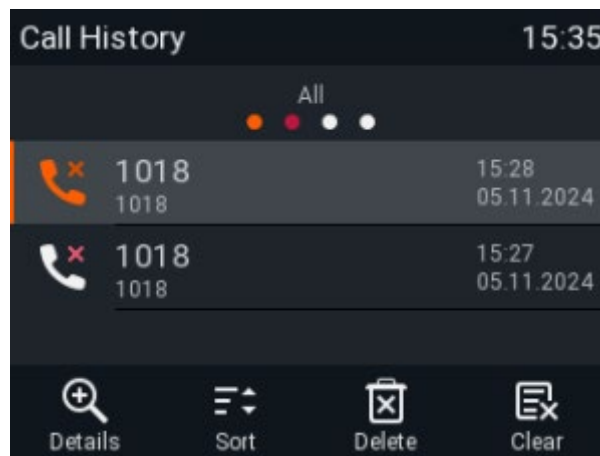 Call History 15:35
All
1018 15:28
1018 05.11.2024
1018 15:27
1018 05.11.2024
Details Sort Delete Clear